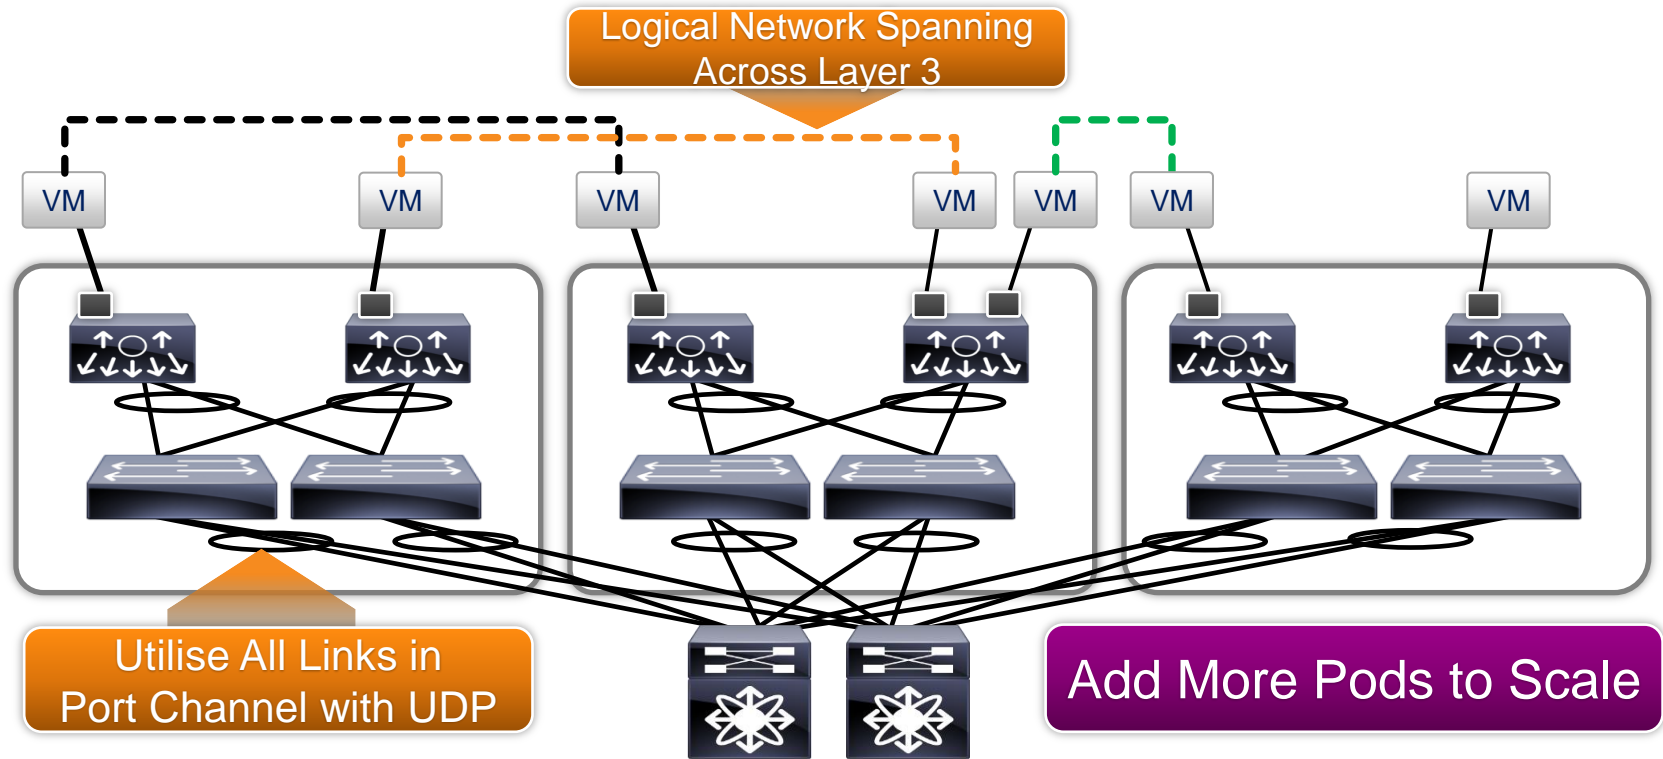 Logical Network Spanning
Across Layer 3
VM
VM
VM
VM
VM
VM
VM
Utilise All Links in
Port Channel with UDP
Add More Pods to Scale